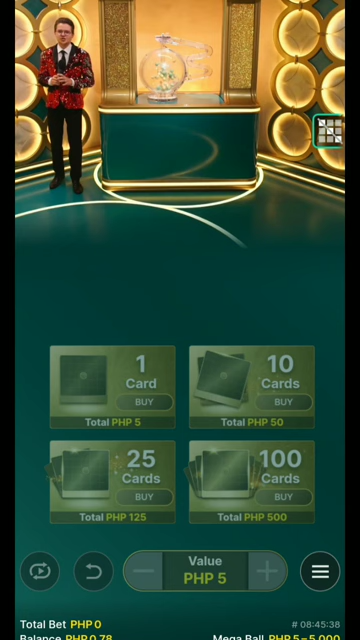 1
Card
BUY
Total PHP 5
10
Cards
BUY
Total PHP 50
25
Cards
BUY
Total PHP 125
100
Cards
BUY
Total PHP 500
Value
PHP 5
Total Bet PHP 0
# 08:45:38
Balance PHP 0.78
Mega Ball PHP 5 – 5,000